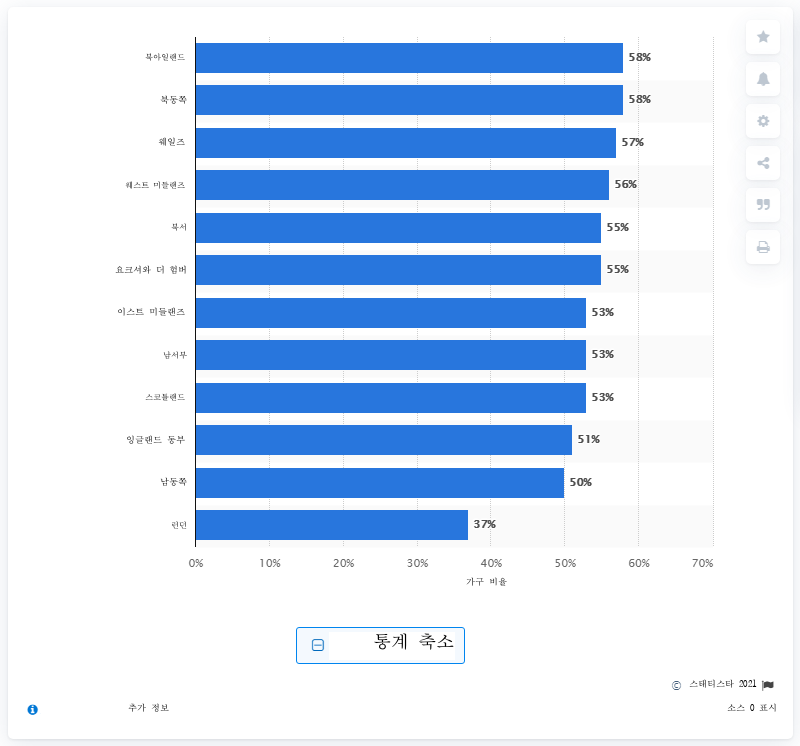 북아일랜드 58%
북동쪽 58%
웨일즈 57%
웨스트 미들랜즈 56%
북서 55%
요크셔와 더 험버 55%
이스트 미들랜즈 53%
남서부 53%
스코틀랜드 53%
잉글랜드 동부 51%
남동쪽 50%
런던 37%
0% 10% 20% 30% 40% 50% 60% 70%
가구 비율
통계 축소
© 스태티스타 2021
추가 정보
소스 0 표시